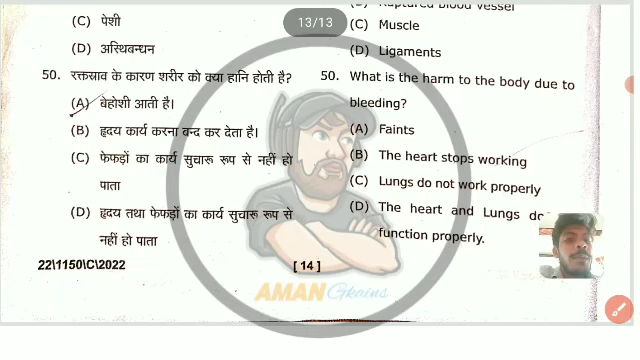 (C) पेशी
(D) अस्थिबन्धन
50. रक्तस्राव के कारण शरीर को क्या हानि होती है?
(A) बेहोशी आती है।
(B) हृदय कार्य करना बन्द कर देता है।
(C) फेफड़ों का कार्य सुचारू रूप से नहीं हो
पाता
(D) हृदय तथा फेफड़ों का कार्य सुचारू रूप से
नहीं हो पाता
22\1150\C\2022
[ 14 ]
13/13
(D) Ruptured blood vessel
(C) Muscle
(D) Ligaments
50. What is the harm to the body due to
bleeding?
(A) Faints
(B) The heart stops working
(C) Lungs do not work properly
(D) The heart and Lungs do
function properly.
AMAN Gkains